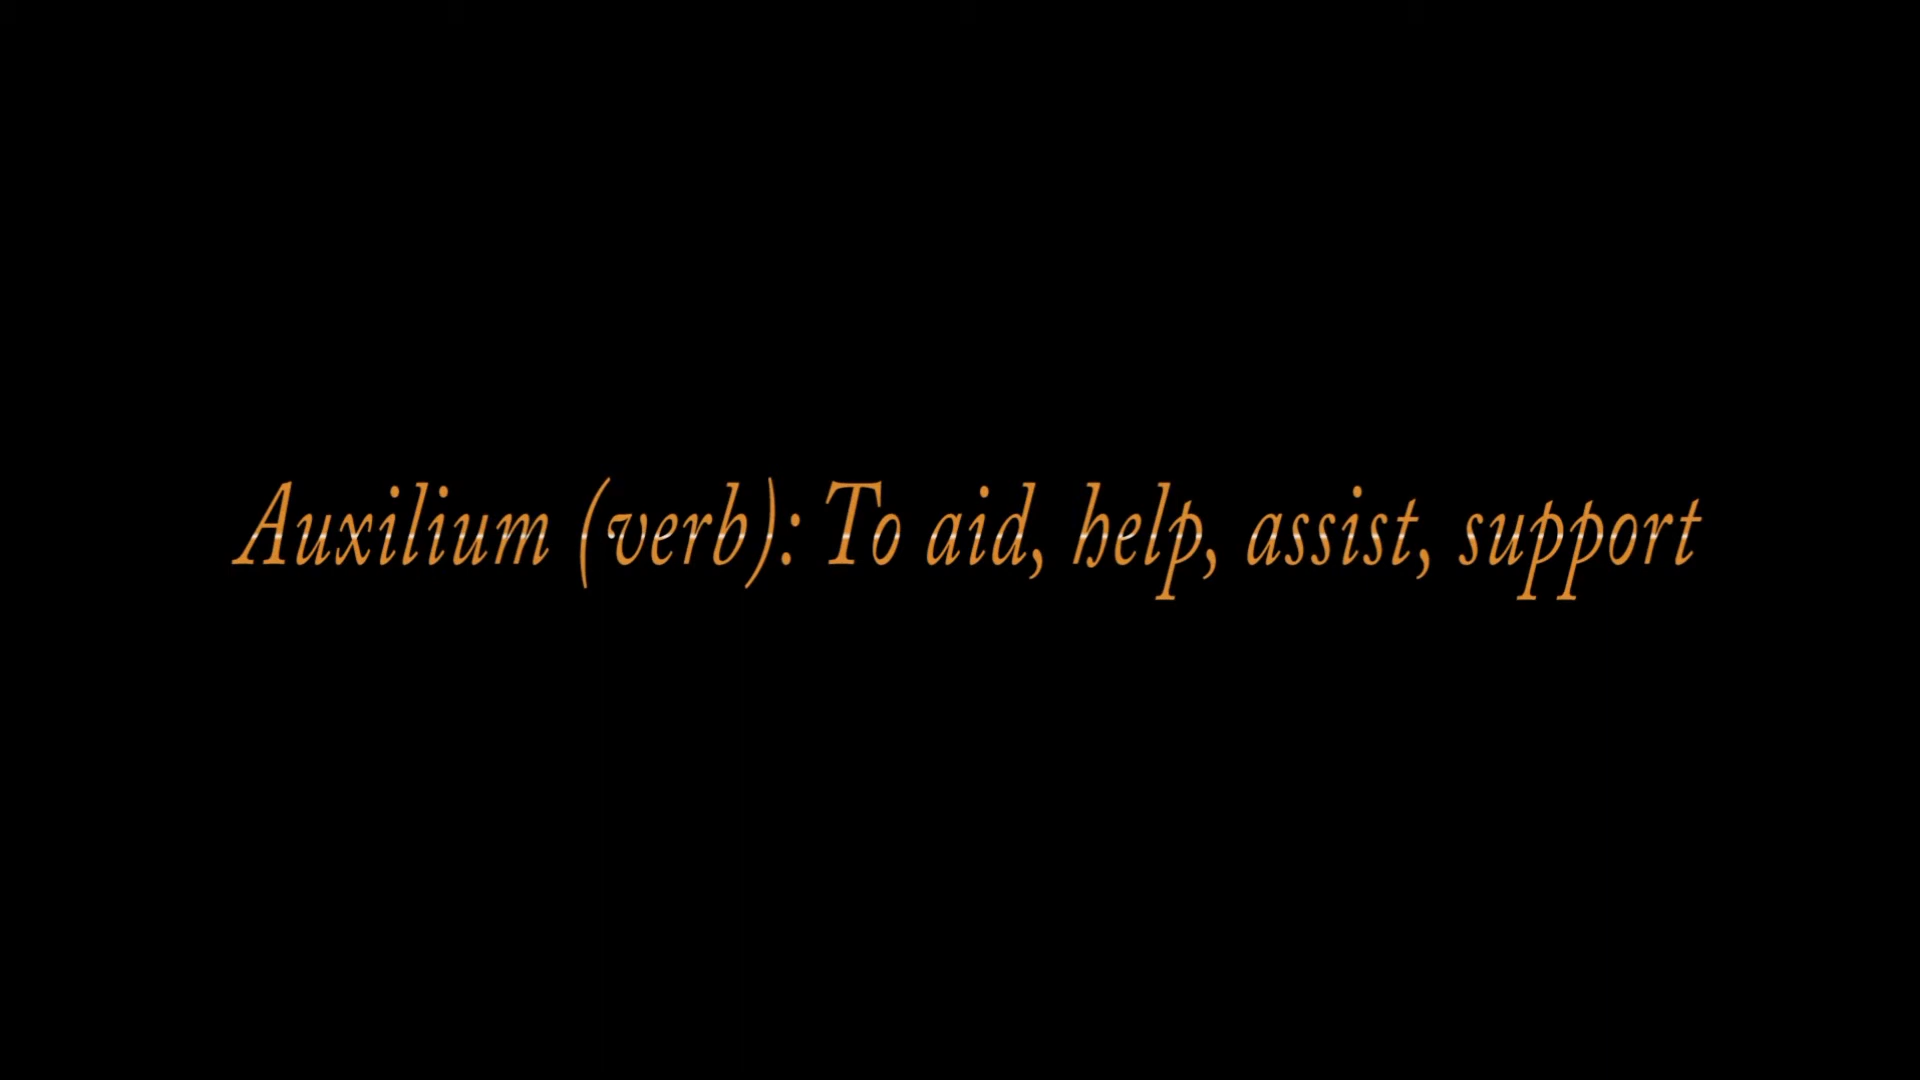 Auxilium (verb): To aid, help, assist, support